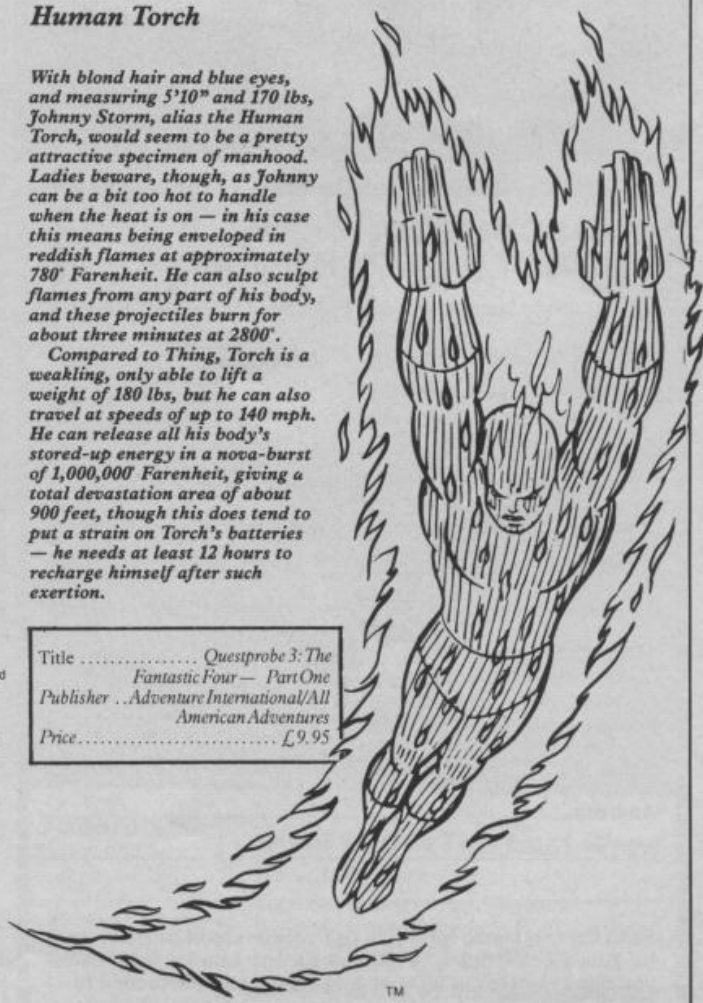 Human Torch
With blond hair and blue eyes,
and measuring 5'10" and 170 lbs,
Johnny Storm, alias the Human
Torch, would seem to be a pretty
attractive specimen of manhood.
Ladies beware, though, as Johnny
can be a bit too hot to handle
when the heat is on — in his case
this means being enveloped in
reddish flames at approximately
780° Farenheit. He can also sculpt
flames from any part of his body,
and these projectiles burn for
about three minutes at 2800°.
Compared to Thing, Torch is a
weakling, only able to lift a
weight of 180 lbs, but he can also
travel at speeds of up to 140 mph.
He can release all his body's
stored-up energy in a nova-burst
of 1,000,000° Farenheit, giving a
total devastation area of about
900 feet, though this does tend to
put a strain on Torch's batteries
— he needs at least 12 hours to
recharge himself after such
exertion.
Title ............... Questprobe 3: The
Fantastic Four — Part One
Publisher .. Adventure International/All
American Adventures
Price.......................... £9.95
d
TM